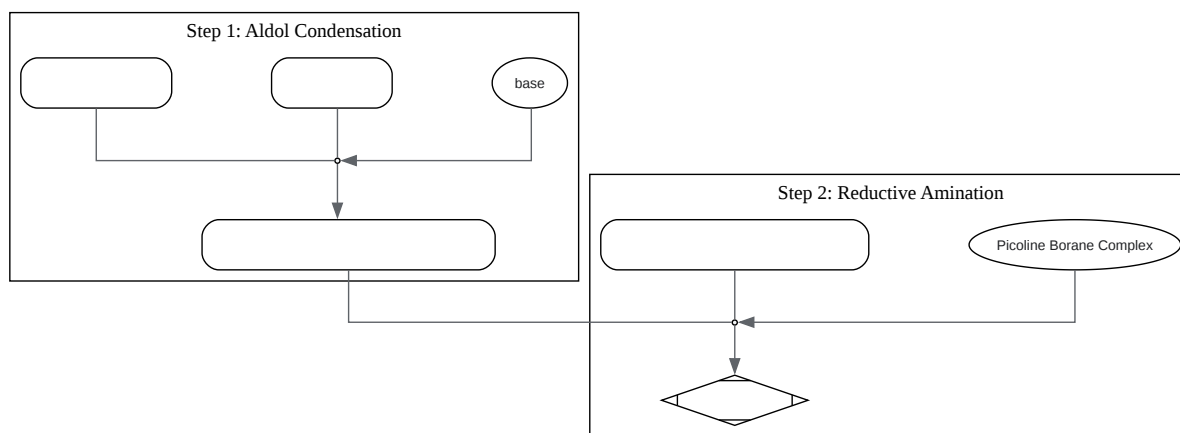 Step 1: Aldol Condensation
base
Step 2: Reductive Amination
Picoline Borane Complex